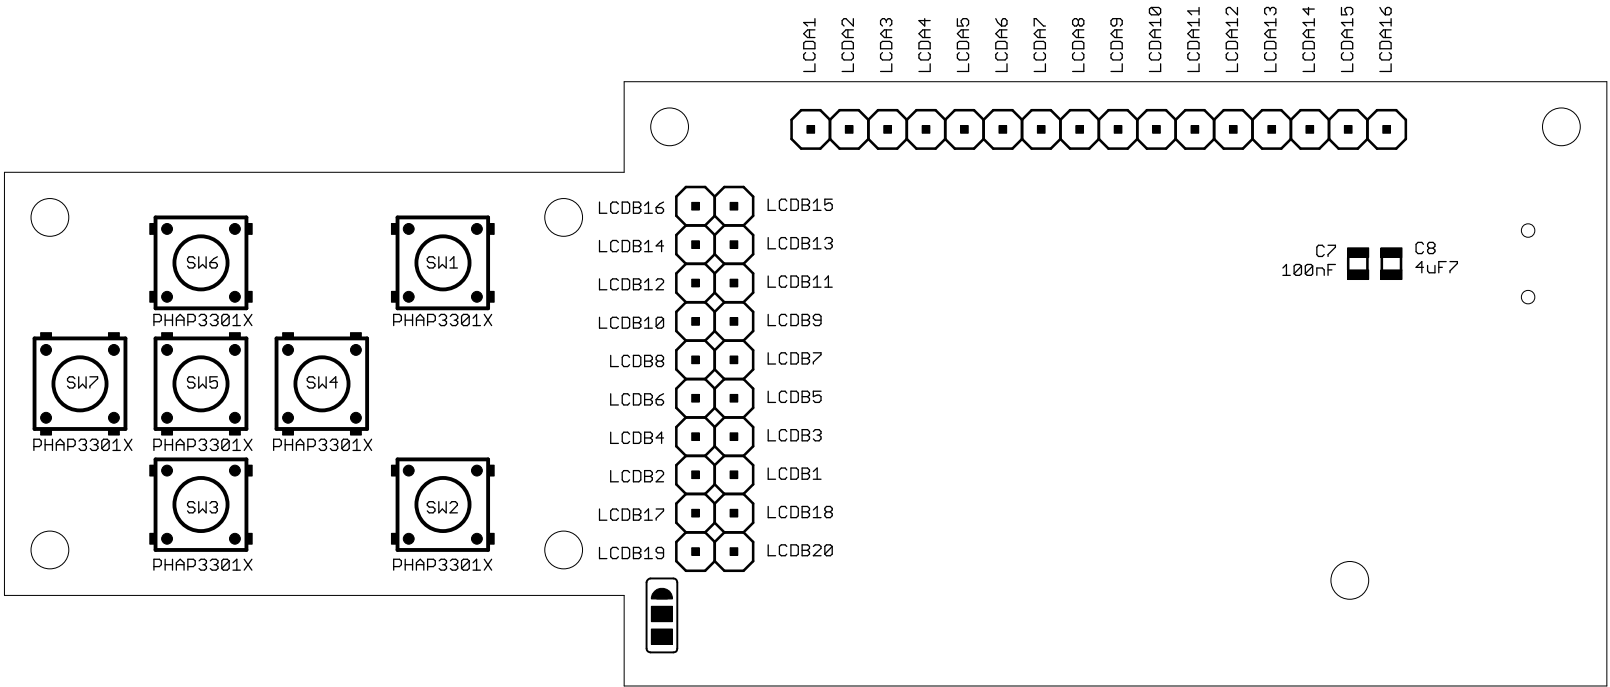 LCDA1
LCDA2
LCDA3
LCDA4
LCDA5
LCDA6
LCDA7
LCDA8
LCDA9
LCDA10
LCDA11
LCDA12
LCDA13
LCDA14
LCDA15
LCDA16
LCDB16
LCDB15
LCDB14
LCDB13
LCDB12
LCDB11
LCDB10
LCDB9
LCDB8
LCDB7
LCDB6
LCDB5
LCDB4
LCDB3
LCDB2
LCDB1
LCDB17
LCDB18
LCDB19
LCDB20
SW6
PHAP3301X
SW1
PHAP3301X
SW7
PHAP3301X
SW5
PHAP3301X
SW4
PHAP3301X
SW3
PHAP3301X
SW2
PHAP3301X
C7
100nF
C8
4uF7